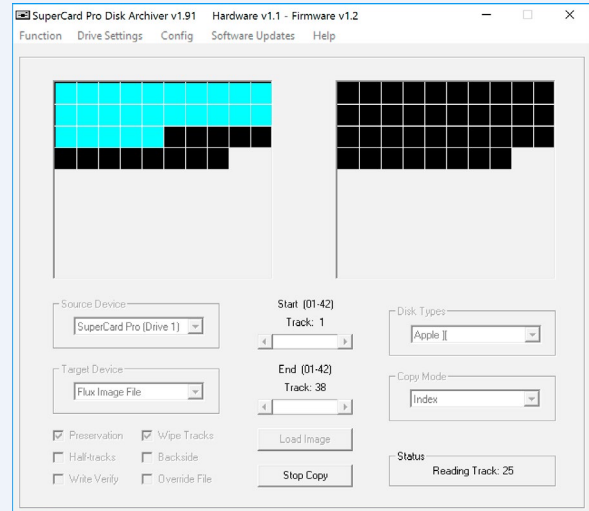 SuperCard Pro Disk Archiver v1.91 Hardware v1.1 - Firmware v1.2
Function Drive Settings Config Software Updates Help
Source Device
SuperCard Pro (Drive 1)
Target Device
Flux Image File
Preservation Wipe Tracks
Half-tracks Backside
Write Verify Override File
Start (01-42)
Track: 1
End (01-42)
Track: 38
Load Image
Stop Copy
Disk Types
Apple ][
Copy Mode
Index
Status
Reading Track: 25